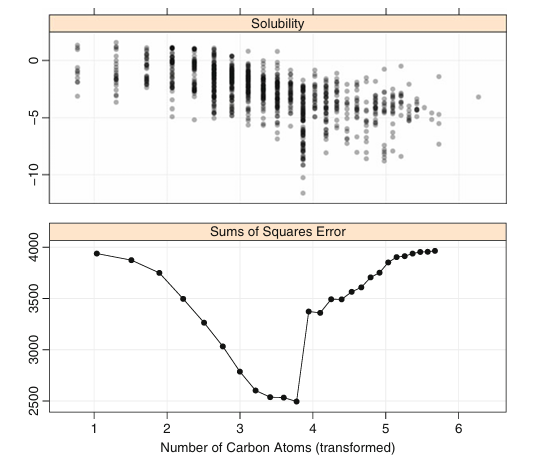 Solubility
0
−5
−10
Sums of Squares Error
4000
3500
3000
2500
1 2 3 4 5 6
Number of Carbon Atoms (transformed)